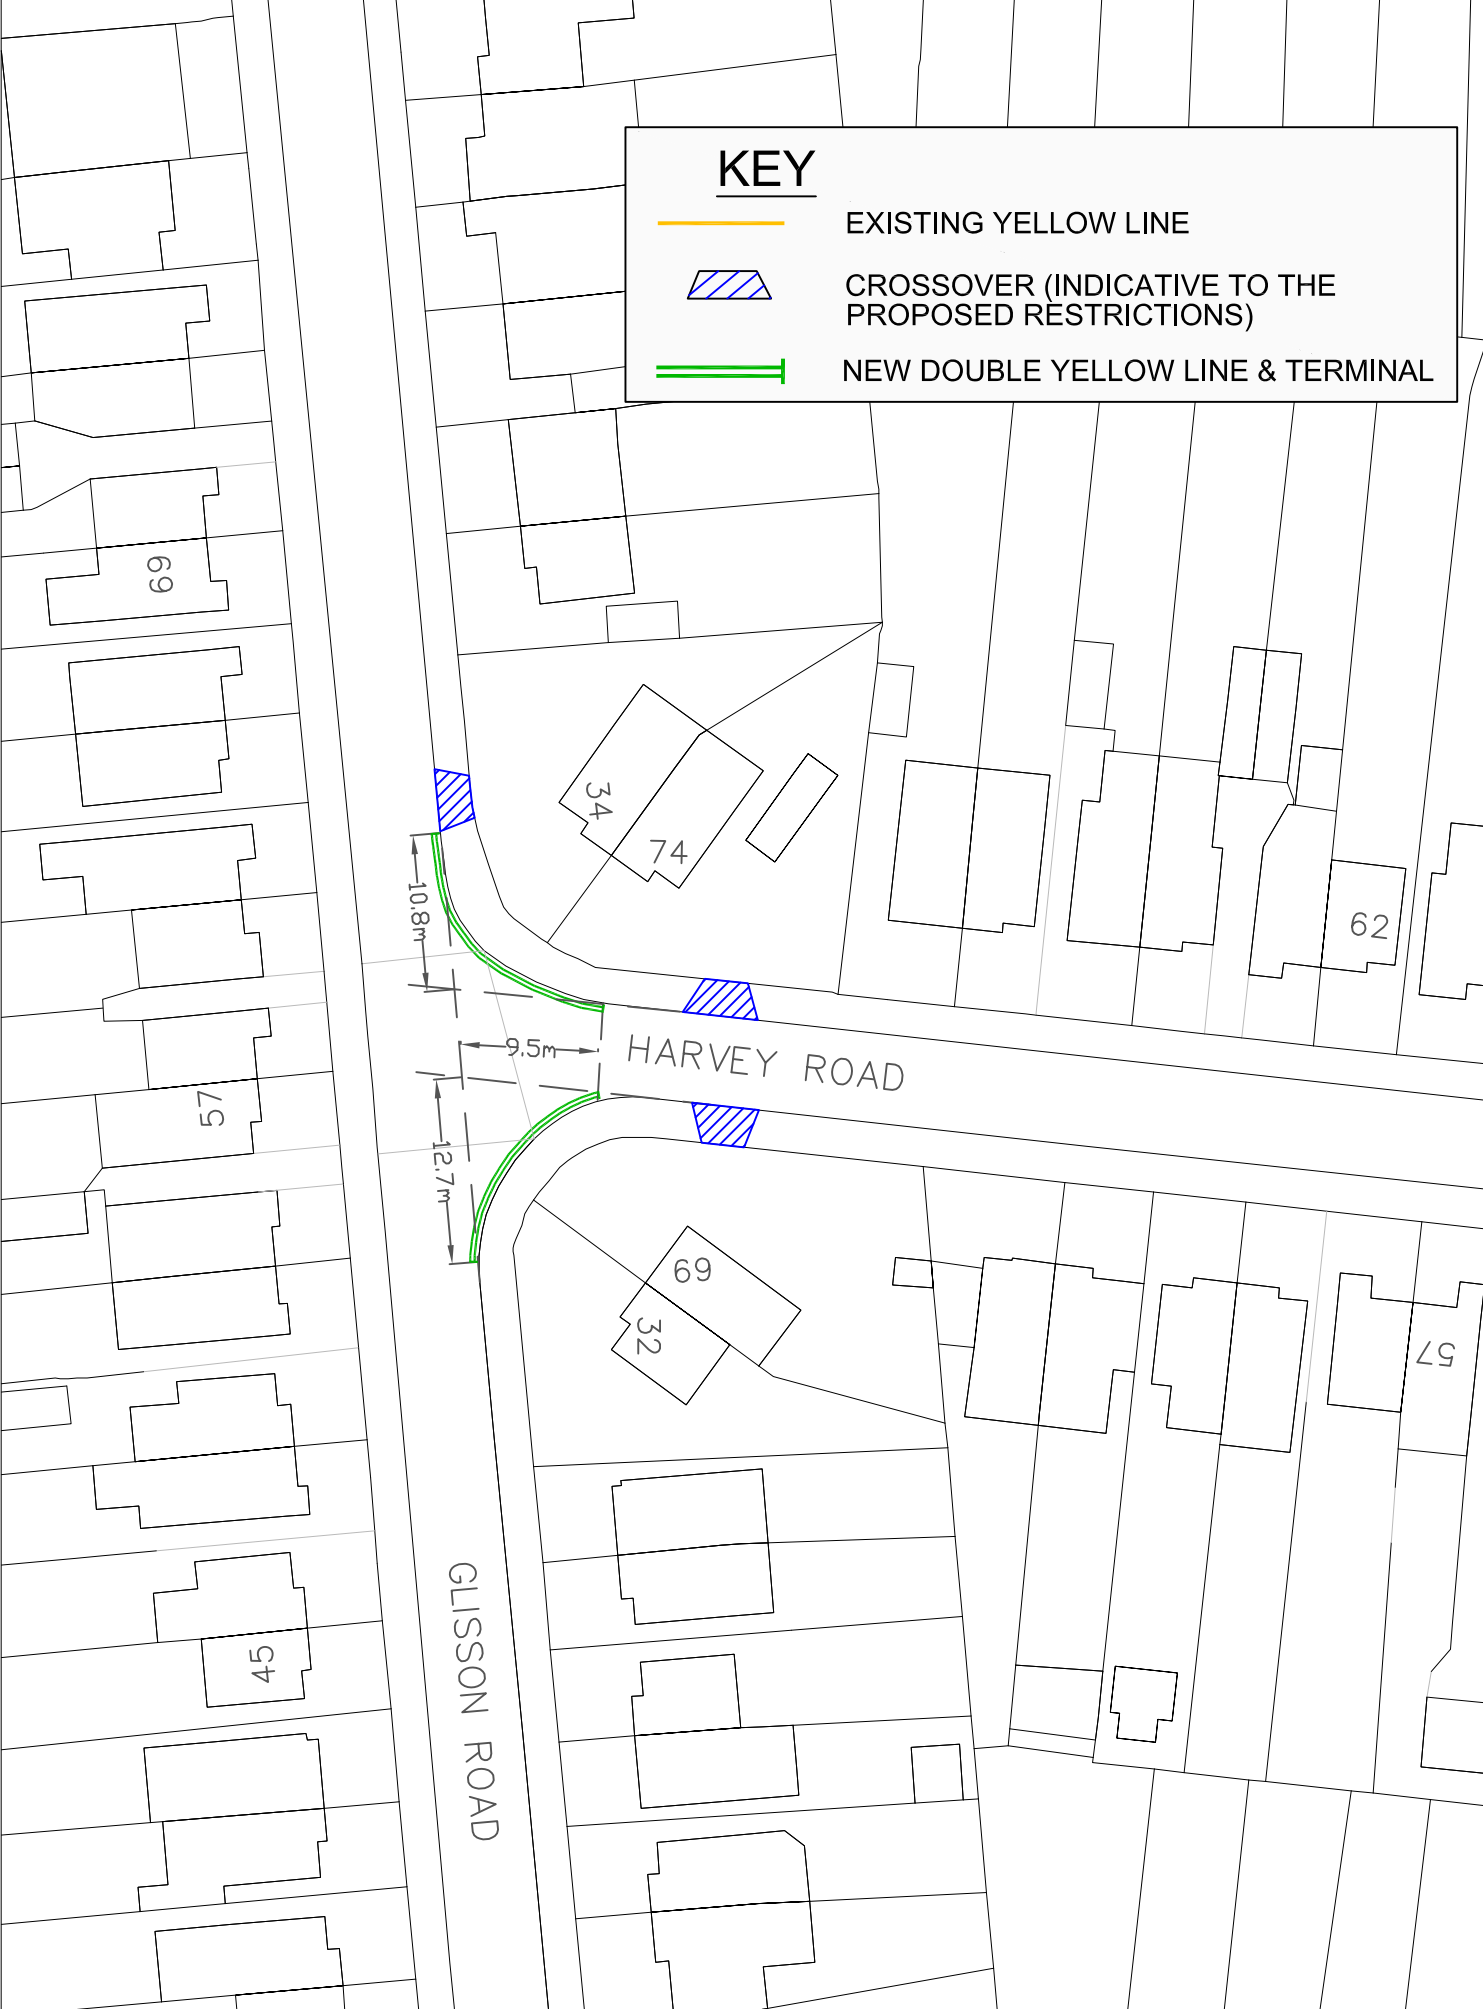 KEY
EXISTING YELLOW LINE
CROSSOVER (INDICATIVE TO THE
PROPOSED RESTRICTIONS)
NEW DOUBLE YELLOW LINE & TERMINAL
69
34
74
62
10.8m
9.5m
HARVEY ROAD
57
12.7m
69
32
57
GLISSON ROAD
45